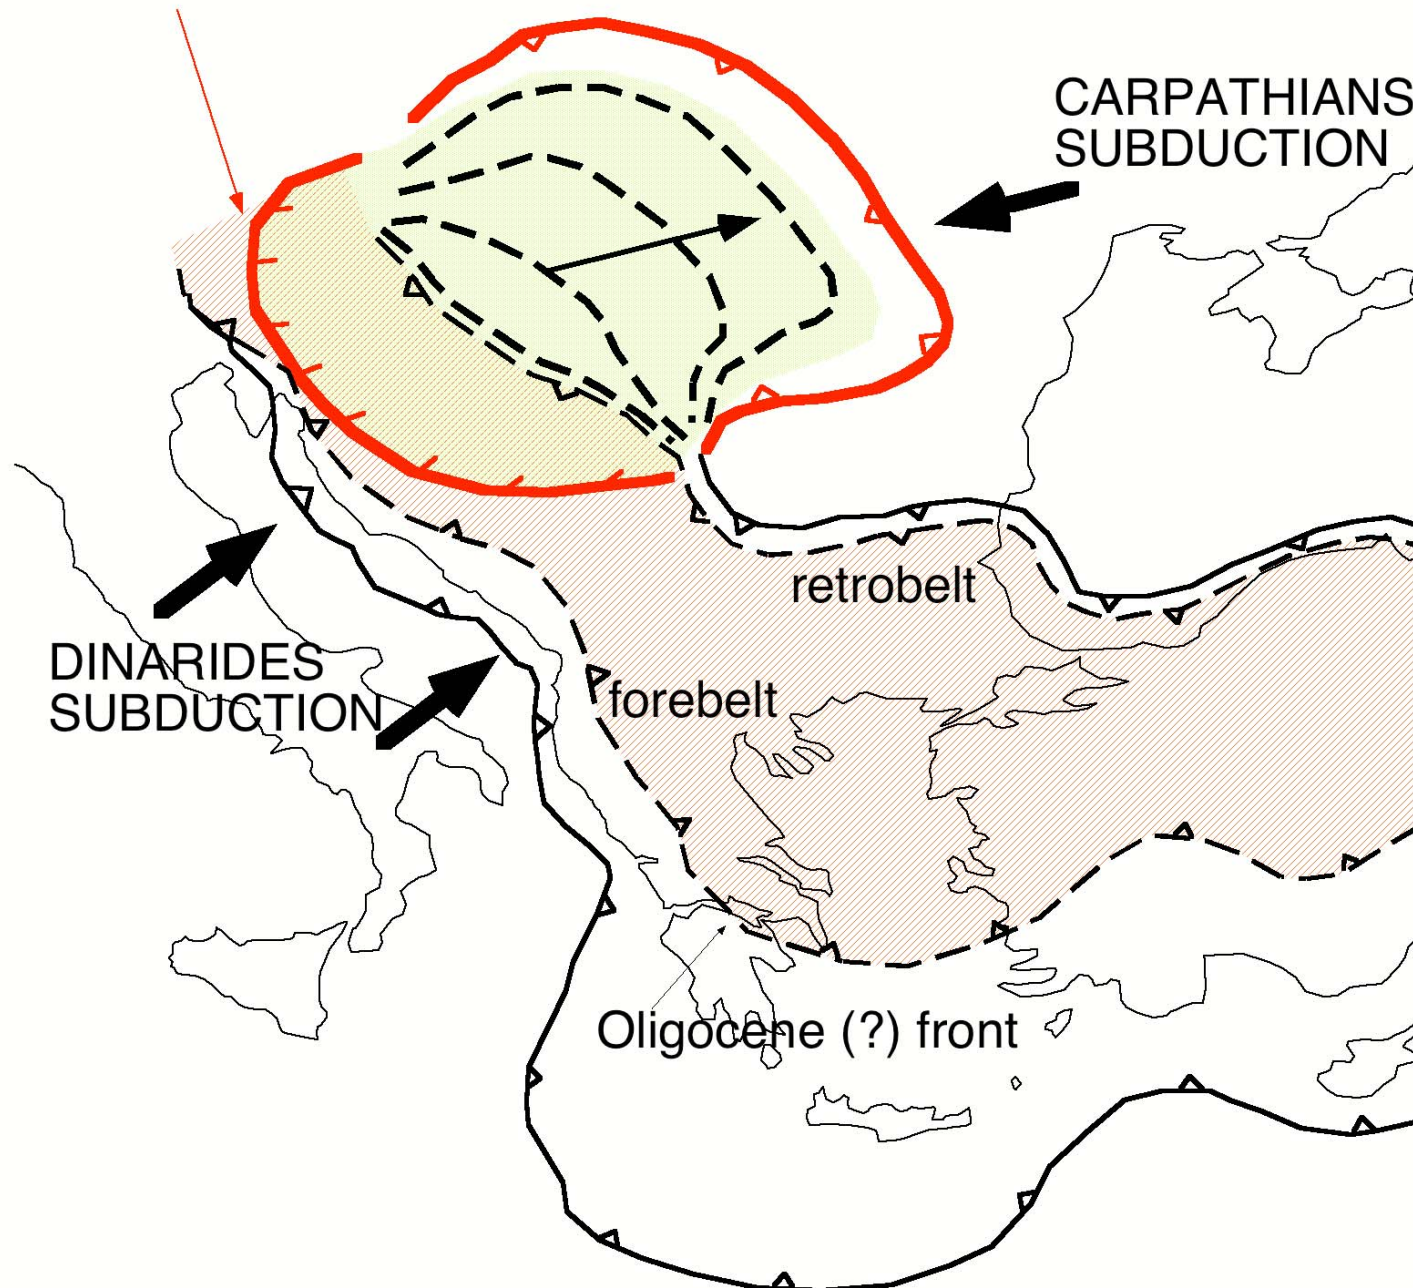 CARPATHIANS
SUBDUCTION
retrobelt
DINARIDES
SUBDUCTION
forebelt
Oligocene (?) front